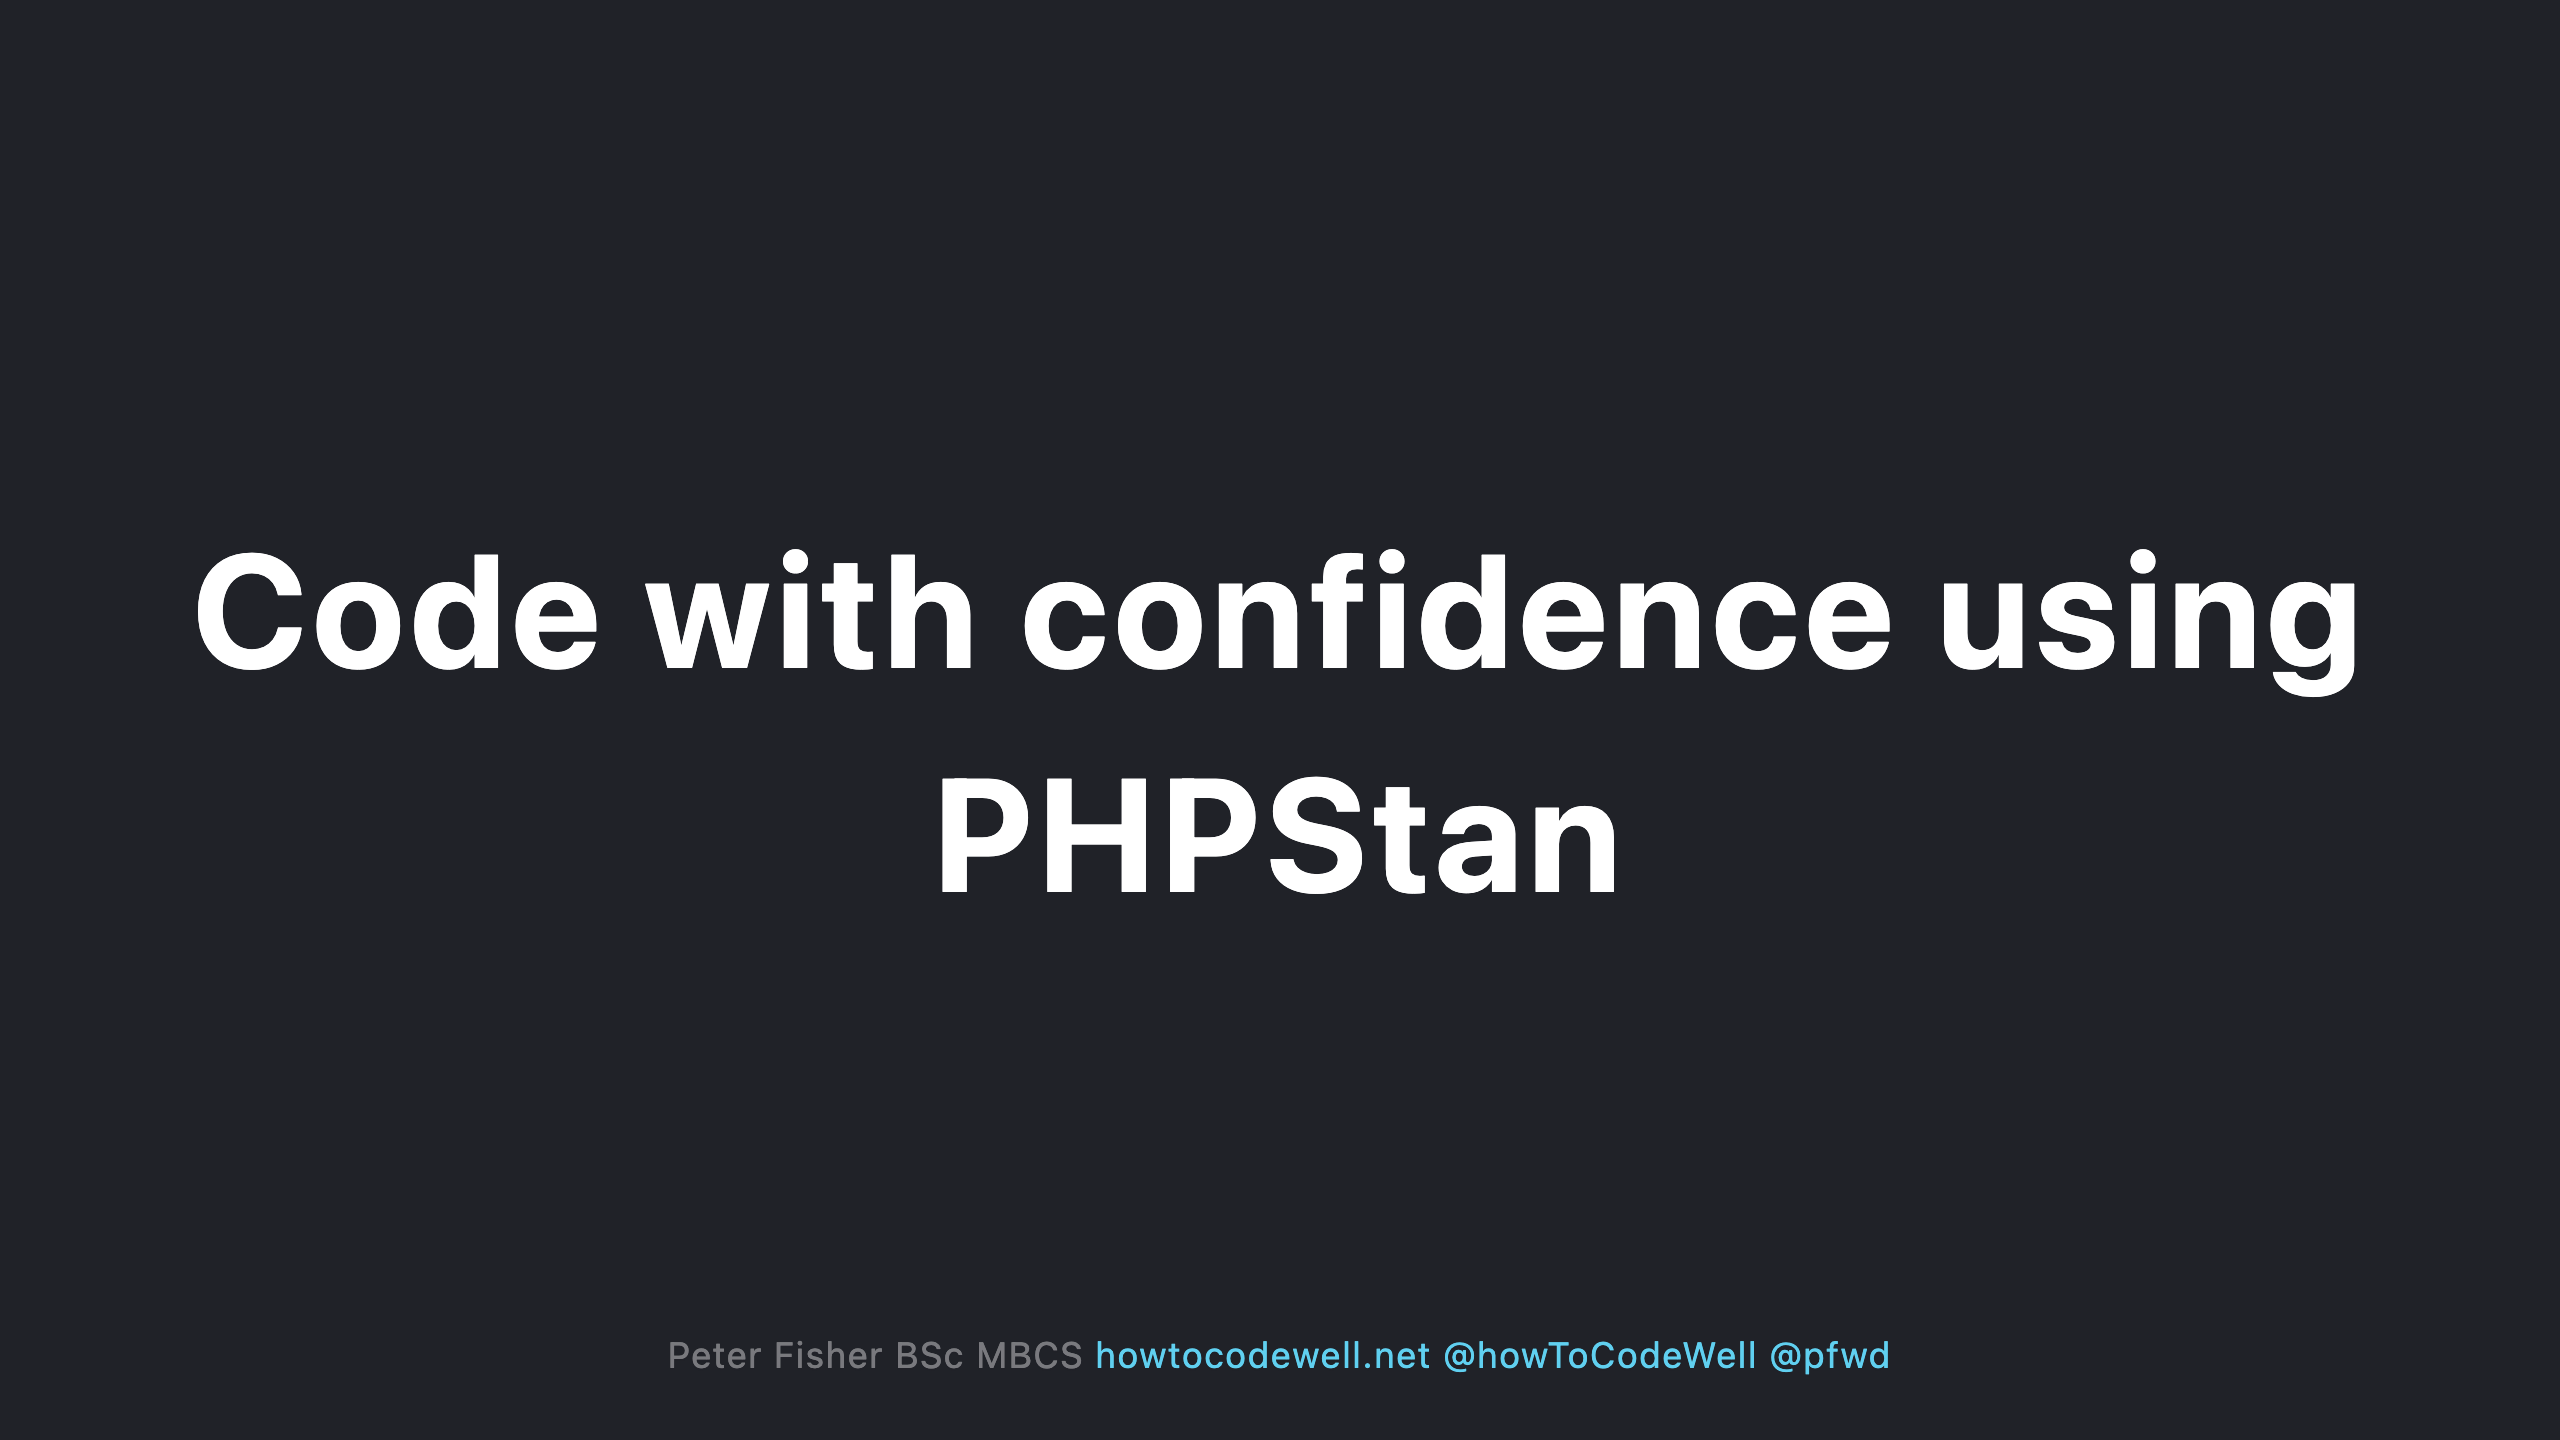 Code with confidence using
PHPStan
Peter Fisher BSc MBCS howtocodewell.net @howToCodeWell @pfwd